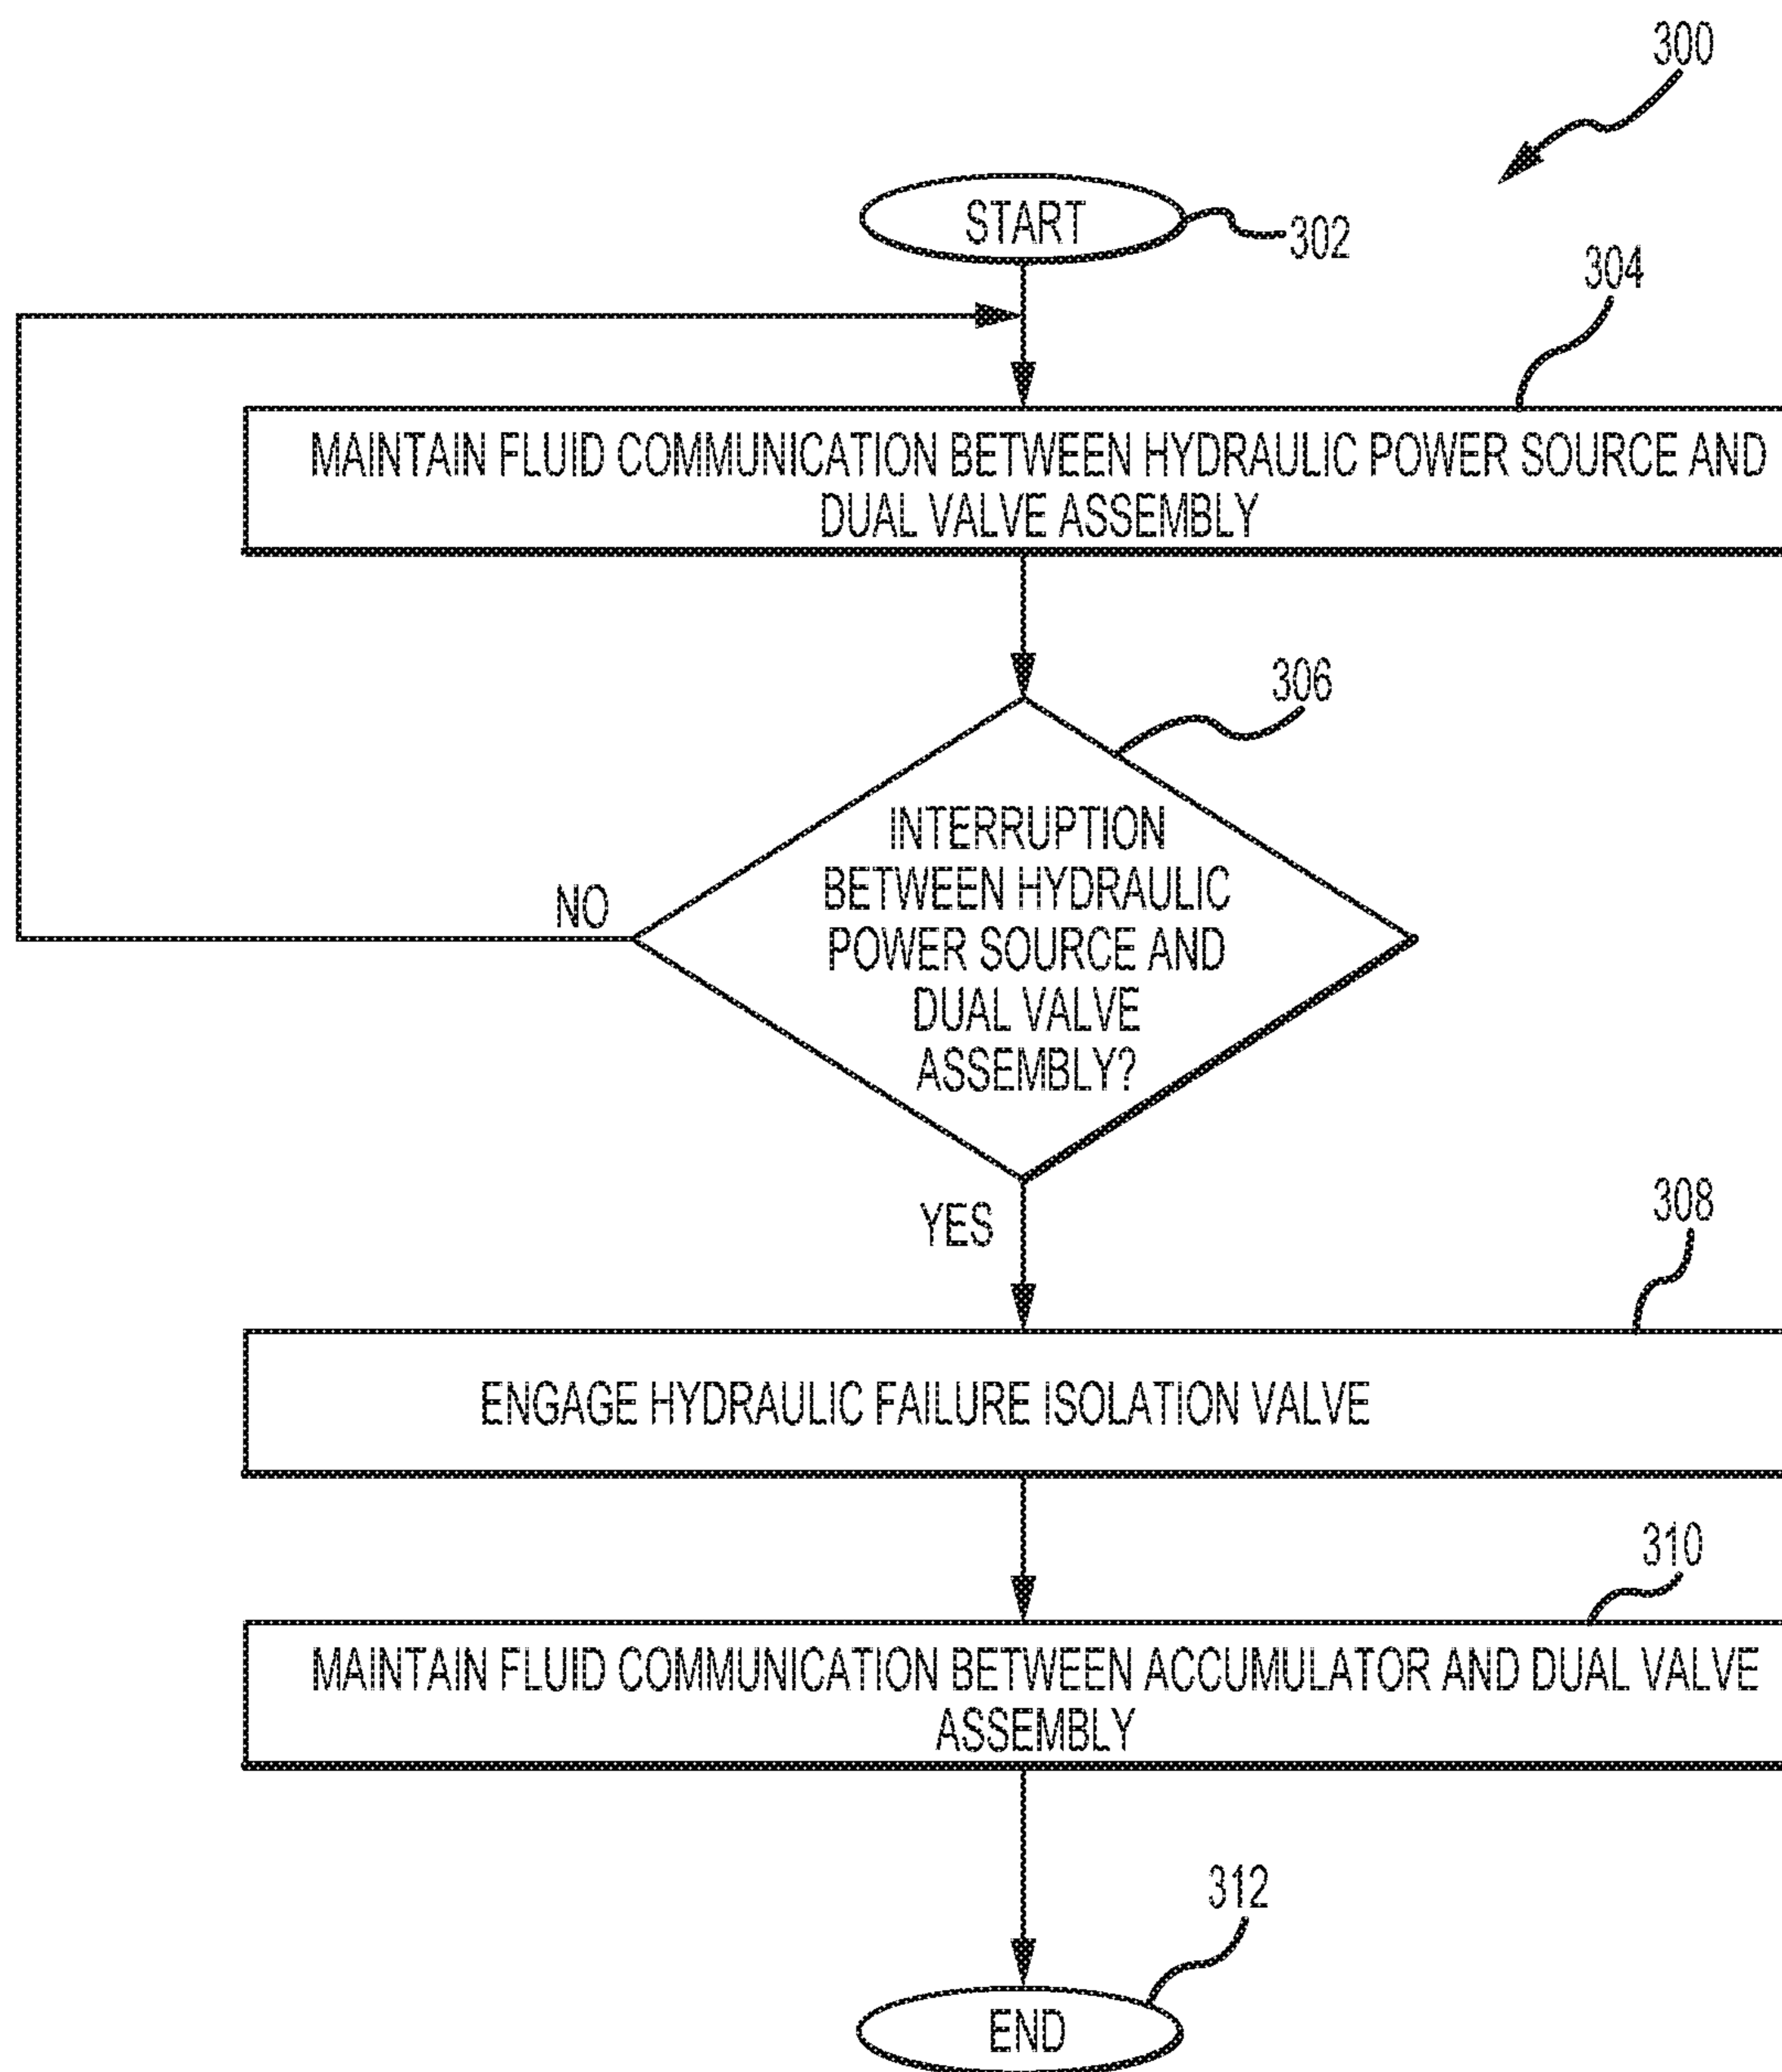 300
START
302
304
MAINTAIN FLUID COMMUNICATION BETWEEN HYDRAULIC POWER SOURCE AND
DUAL VALVE ASSEMBLY
306
INTERRUPTION
BETWEEN HYDRAULIC
POWER SOURCE AND
DUAL VALVE
ASSEMBLY?
NO
YES
308
ENGAGE HYDRAULIC FAILURE ISOLATION VALVE
310
MAINTAIN FLUID COMMUNICATION BETWEEN ACCUMULATOR AND DUAL VALVE
ASSEMBLY
312
END